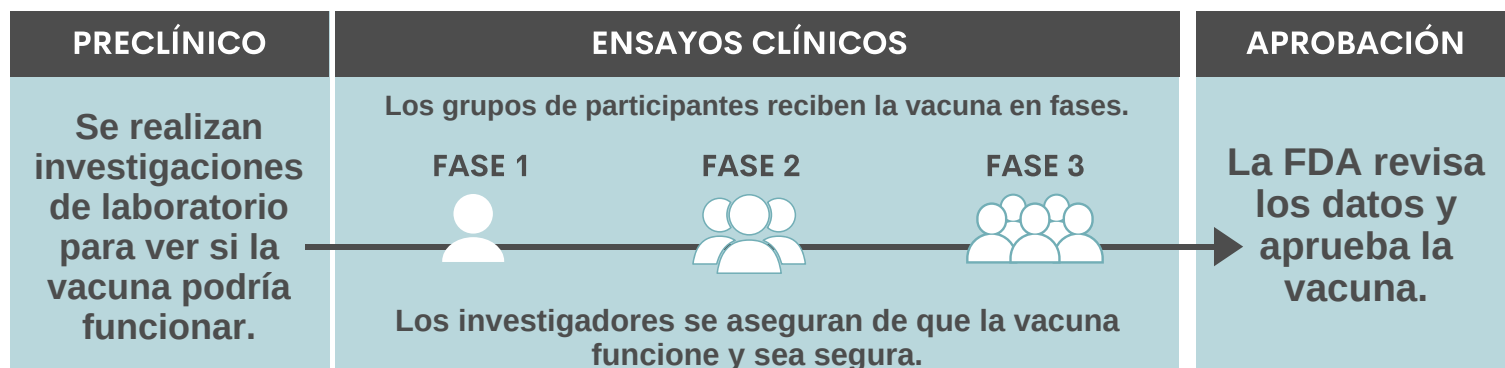 PRECLÍNICO
Se realizan
investigaciones
de laboratorio
para ver si la
vacuna podría
funcionar.
ENSAYOS CLÍNICOS
Los grupos de participantes reciben la vacuna en fases.
FASE 1
FASE 2
FASE 3
Los investigadores se aseguran de que la vacuna
funcione y sea segura.
APROBACIÓN
La FDA revisa
los datos y
aprueba la
vacuna.